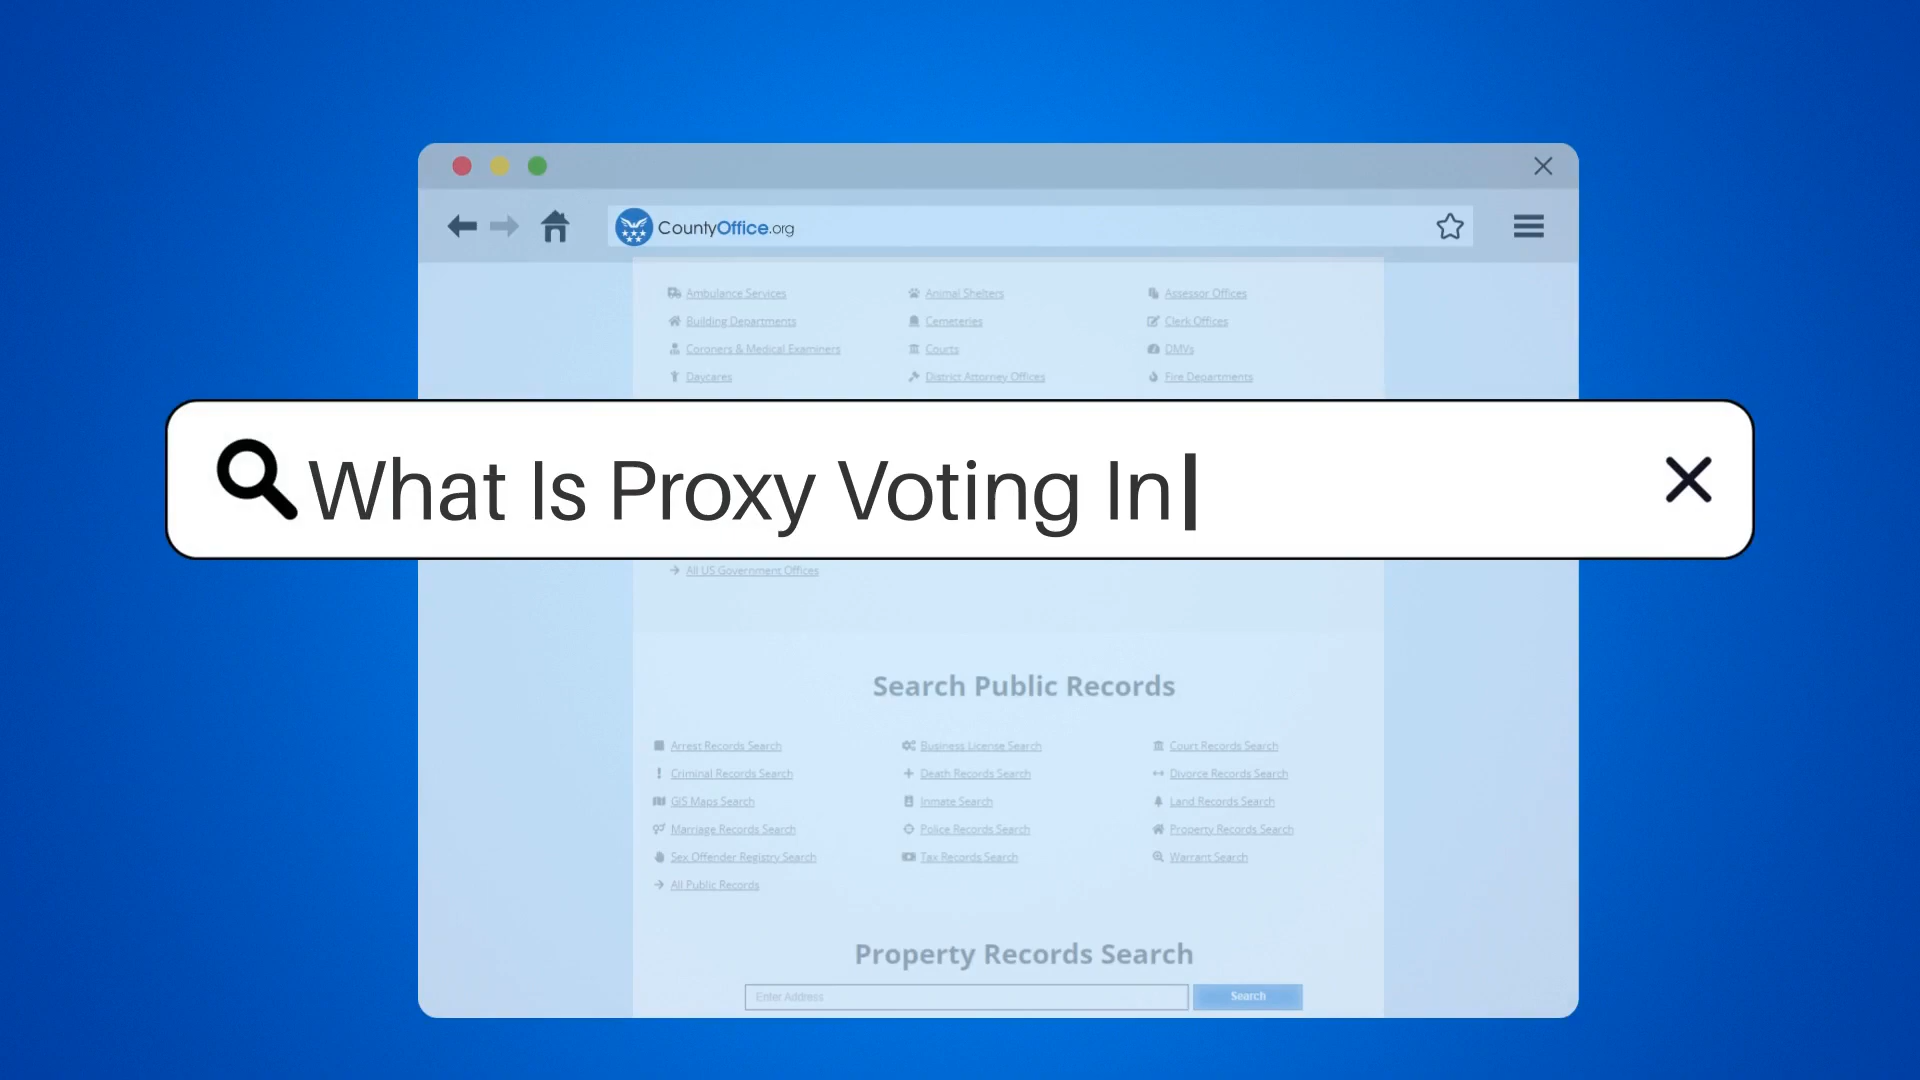 CountyOffice.org
Ambulance Services Animal Shelters Assessor Offices
Building Departments Cemeteries Clerk Offices
Coroners & Medical Examiners Courts DMVs
Daycares District Attorney Offices Fire Departments
What Is Proxy Voting In
All US Government Offices
Search Public Records
Arrest Records Search Business License Search Court Records Search
Criminal Records Search Death Records Search Divorce Records Search
GIS Maps Search Inmate Search Land Records Search
Marriage Records Search Police Records Search Property Records Search
Sex Offender Registry Search Tax Records Search Warrant Search
All Public Records
Property Records Search
Enter Address Search